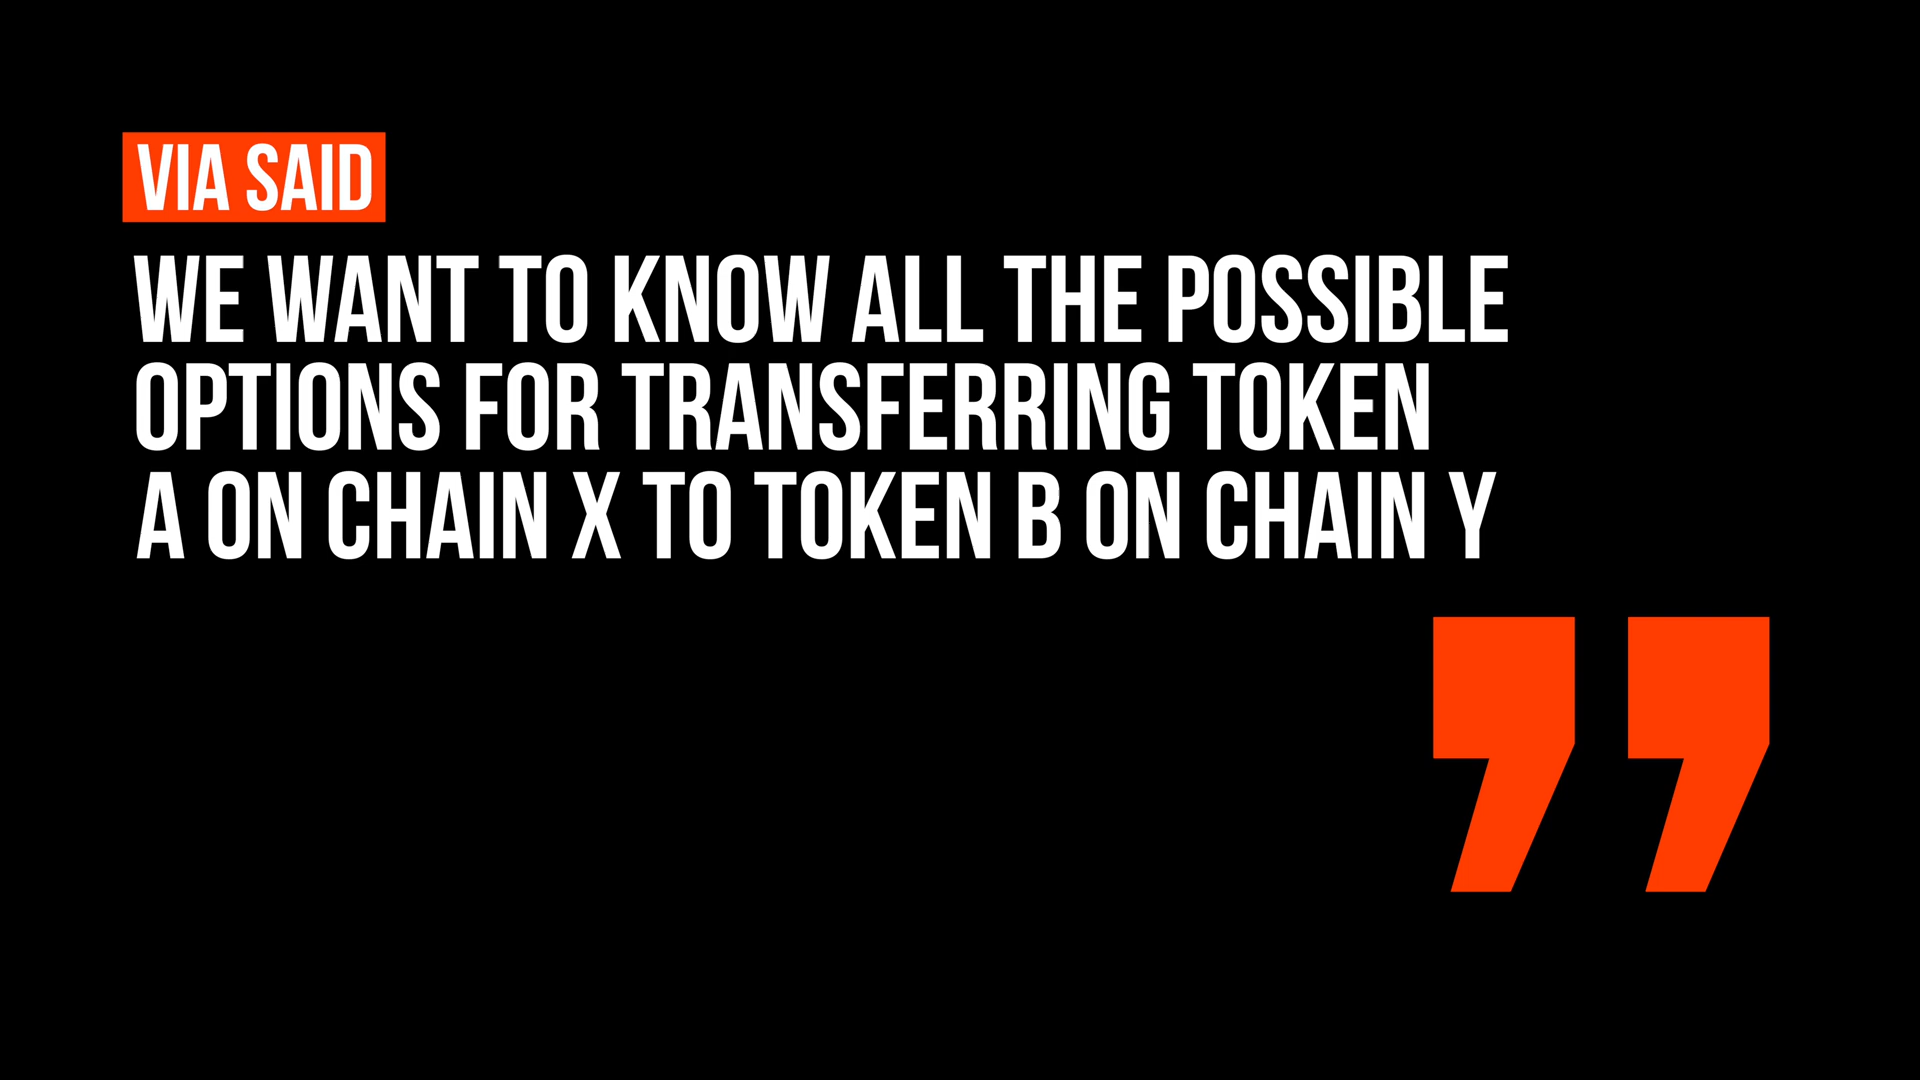 VIA SAID
WE WANT TO KNOW ALL THE POSSIBLE
OPTIONS FOR TRANSFERRING TOKEN
A ON CHAIN X TO TOKEN B ON CHAIN Y
”